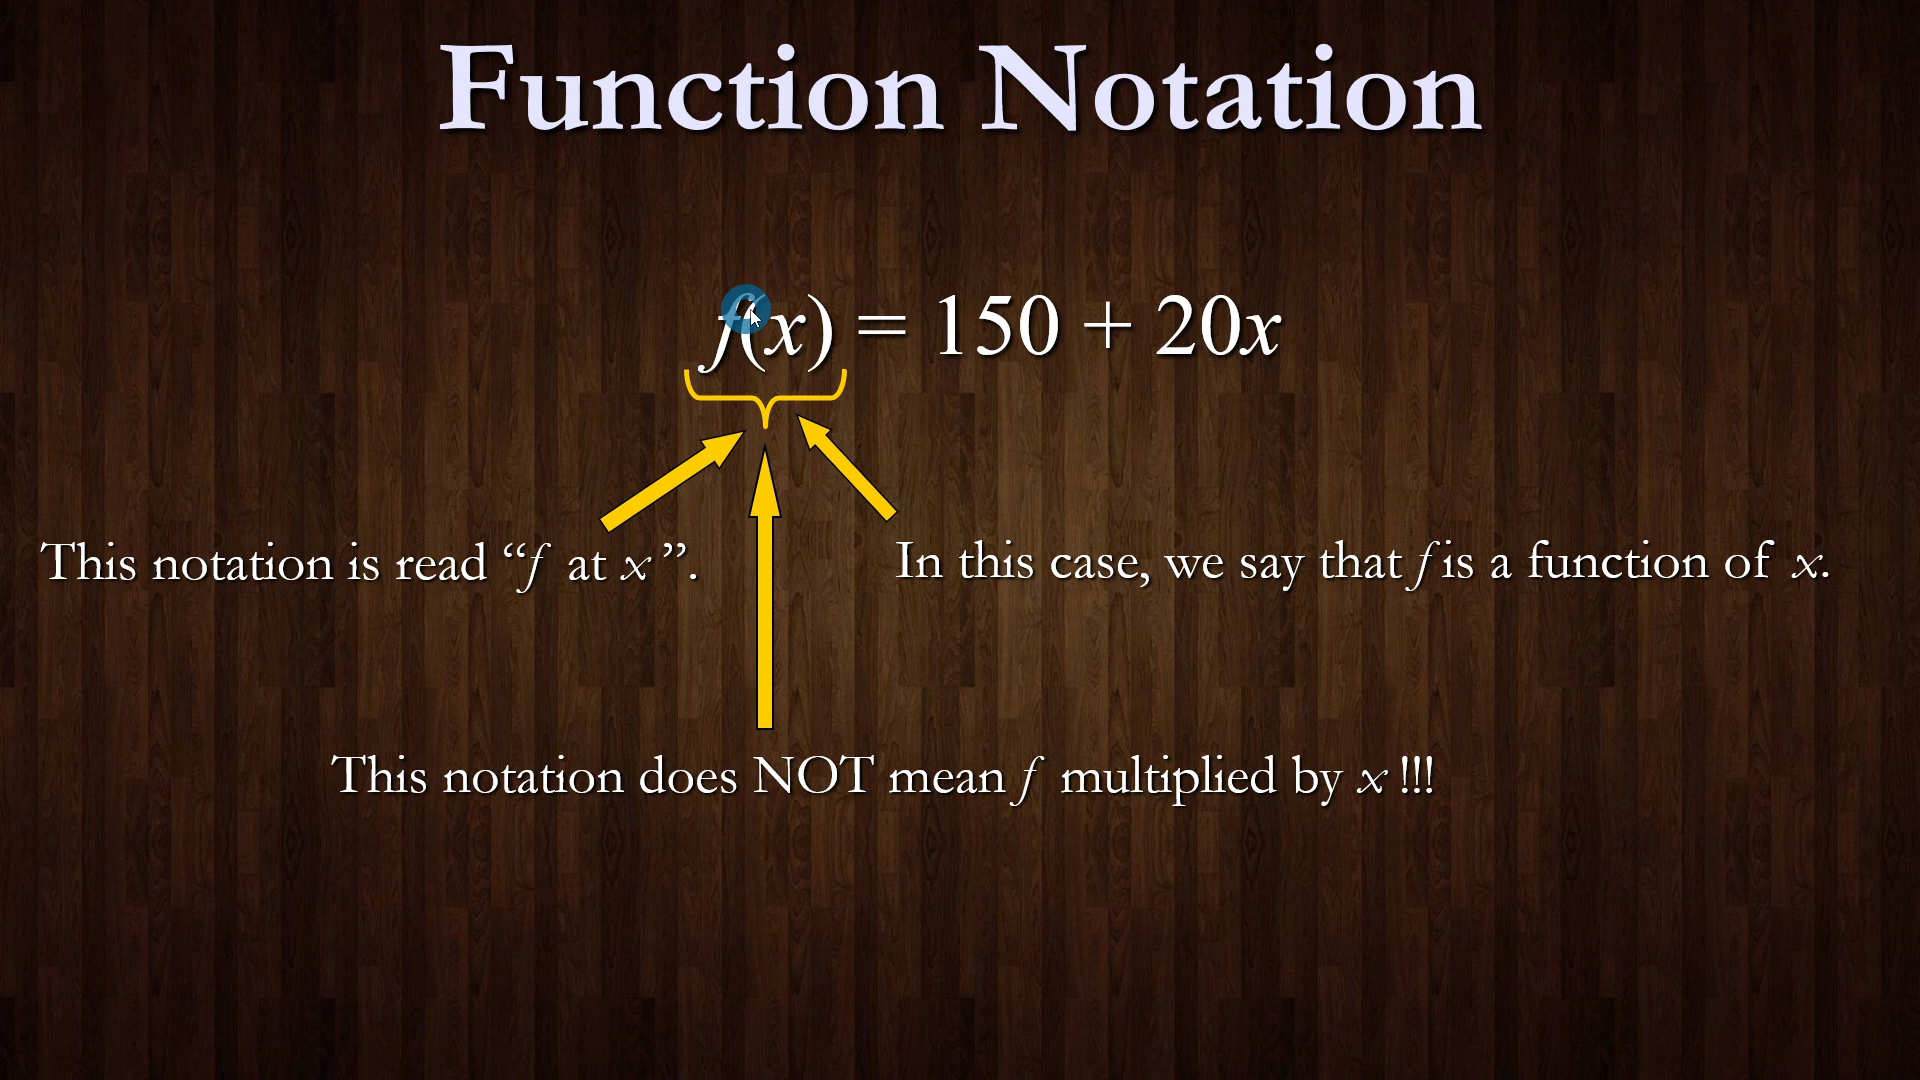 Function Notation
f(x) = 150 + 20x
This notation is read “f at x”.
In this case, we say that f is a function of x.
This notation does NOT mean f multiplied by x !!!